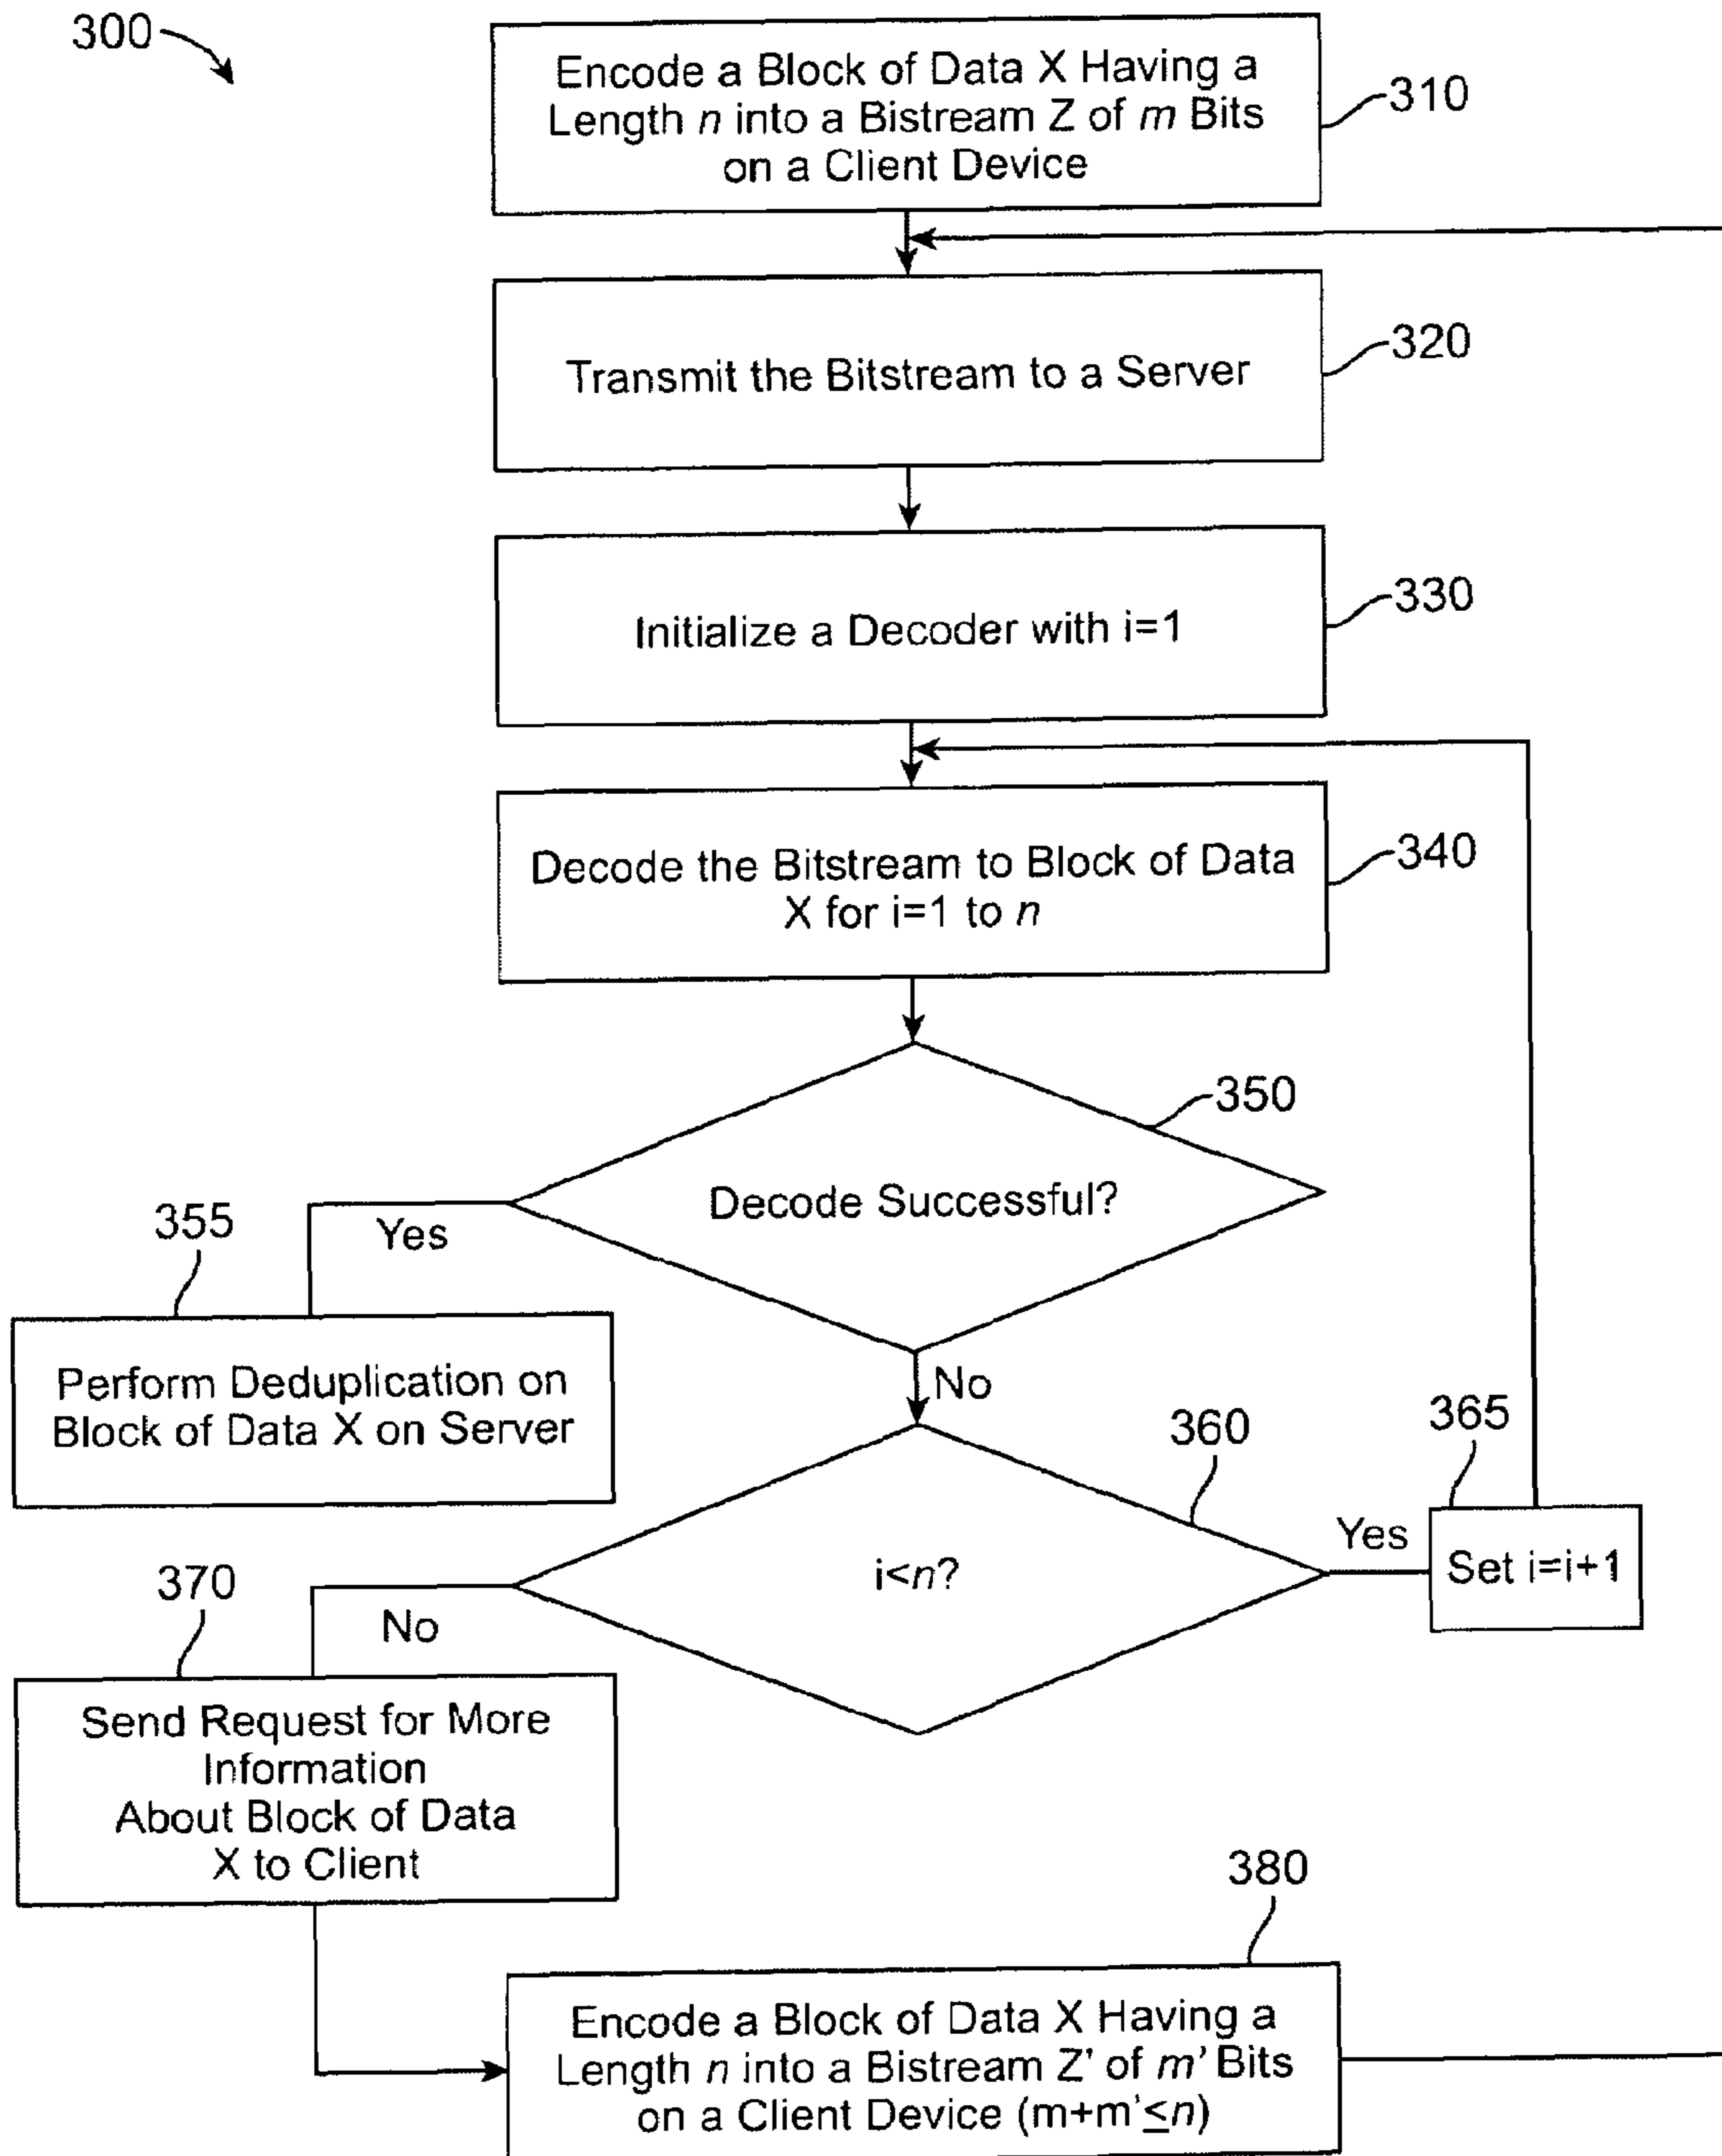 300
Encode a Block of Data X Having a
Length n into a Bistream Z of m Bits
on a Client Device
310
Transmit the Bitstream to a Server
320
Initialize a Decoder with i=1
330
Decode the Bitstream to Block of Data
X for i=1 to n
340
350
Decode Successful?
355
Yes
Perform Deduplication on
Block of Data X on Server
No
360
365
i<n?
Yes
Set i=i+1
370
No
Send Request for More
Information
About Block of Data
X to Client
380
Encode a Block of Data X Having a
Length n into a Bistream Z' of m' Bits
on a Client Device (m+m'≤n)